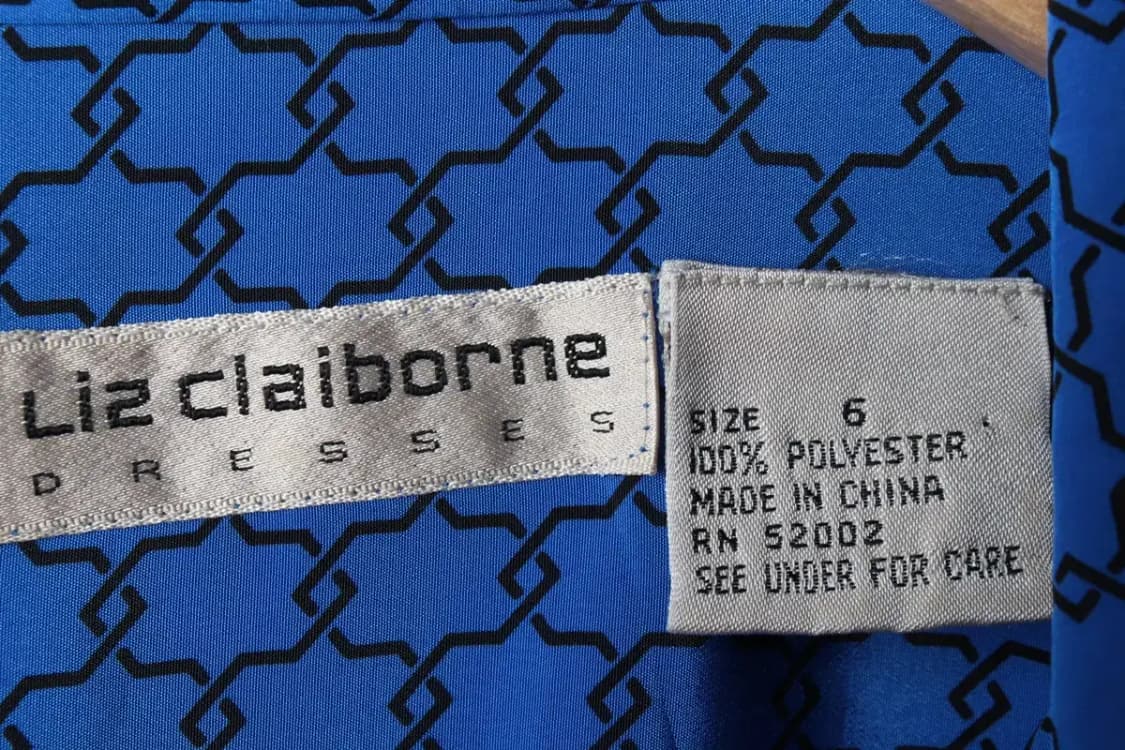 Liz claiborne
DRESSES
SIZE 6
100% POLYESTER
MADE IN CHINA
RN 52002
SEE UNDER FOR CARE